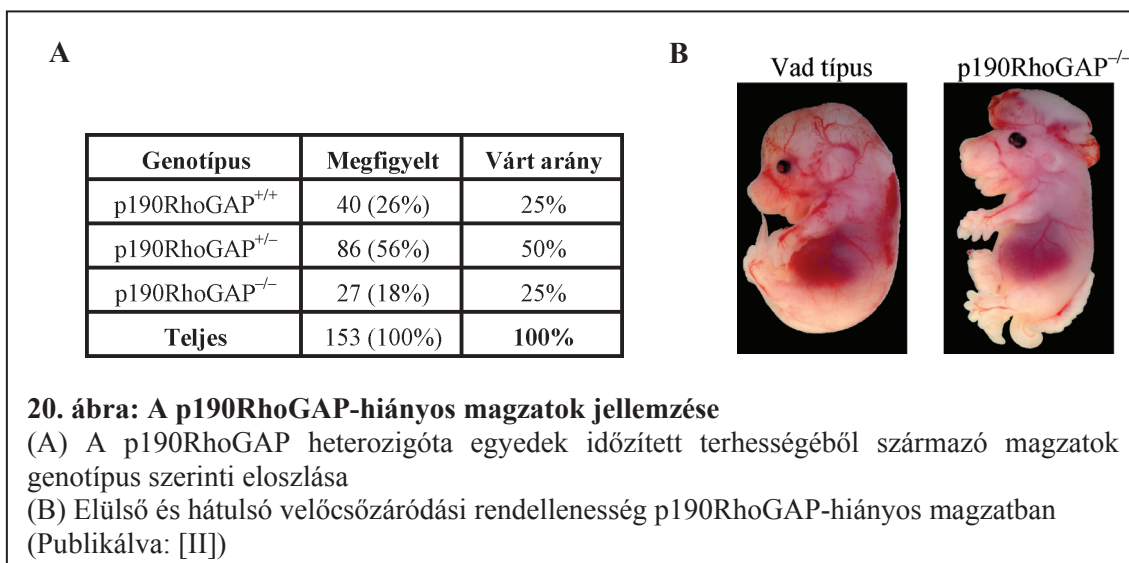 A
Genotípus Megfigyelt Várt arány
p190RhoGAP+/+ 40 (26%) 25%
p190RhoGAP+/– 86 (56%) 50%
p190RhoGAP–/– 27 (18%) 25%
Teljes 153 (100%) 100%
B
Vad típus p190RhoGAP–/–
20. ábra: A p190RhoGAP-hiányos magzatok jellemzése
(A) A p190RhoGAP heterozigóta egyedek időzített terhességéből származó magzatok
genotípus szerinti eloszlása
(B) Elülső és hátulsó velőcsőzáródási rendellenesség p190RhoGAP-hiányos magzatban
(Publikálva: [II])